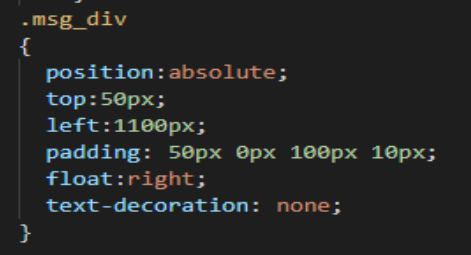 .msg_div
{
position:absolute;
top:50px;
left:1100px;
padding: 50px 0px 100px 10px;
float:right;
text-decoration: none;
}